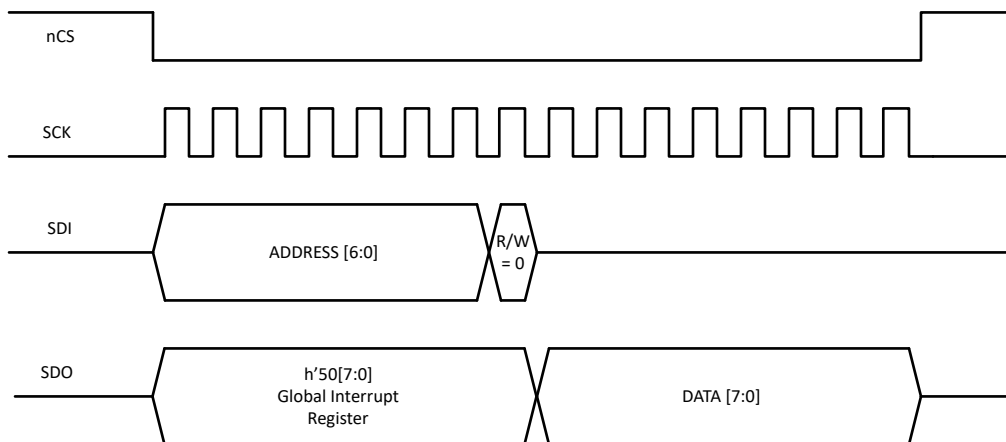 nCS
SCK
SDI
ADDRESS [6:0]
R/W
= 0
SDO
h'50[7:0]
Global Interrupt
Register
DATA [7:0]